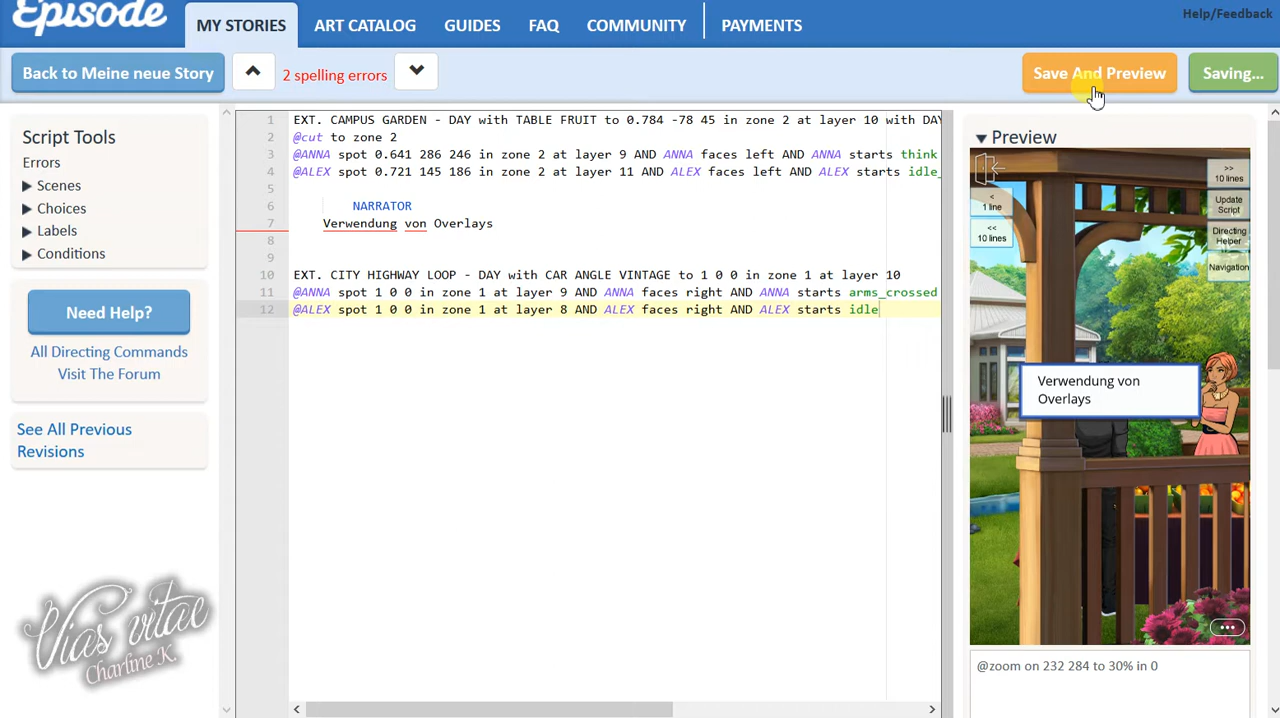 Episode
MY STORIES
ART CATALOG
GUIDES
FAQ
COMMUNITY
PAYMENTS
Help/Feedback
Back to Meine neue Story
2 spelling errors
Save And Preview
Saving...
Script Tools
Errors
Scenes
Choices
Labels
Conditions
Need Help?
All Directing Commands
Visit The Forum
See All Previous
Revisions
Vias vitae
Charline K.
1 EXT. CAMPUS GARDEN - DAY with TABLE FRUIT to 0.784 -78 45 in zone 2 at layer 10 with DAY
2 @cut to zone 2
3 @ANNA spot 0.641 286 246 in zone 2 at layer 9 AND ANNA faces left AND ANNA starts think
4 @ALEX spot 0.721 145 186 in zone 2 at layer 11 AND ALEX faces left AND ALEX starts idle_
5
6 NARRATOR
7 Verwendung von Overlays
8
9
10 EXT. CITY HIGHWAY LOOP - DAY with CAR ANGLE VINTAGE to 1 0 0 in zone 1 at layer 10
11 @ANNA spot 1 0 0 in zone 1 at layer 9 AND ANNA faces right AND ANNA starts arms_crossed
12 @ALEX spot 1 0 0 in zone 1 at layer 8 AND ALEX faces right AND ALEX starts idle
Preview
<
1 line
<<
10 lines
>>
10 lines
Update
Script
Directing
Helper
Navigation
Verwendung von
Overlays
@zoom on 232 284 to 30% in 0